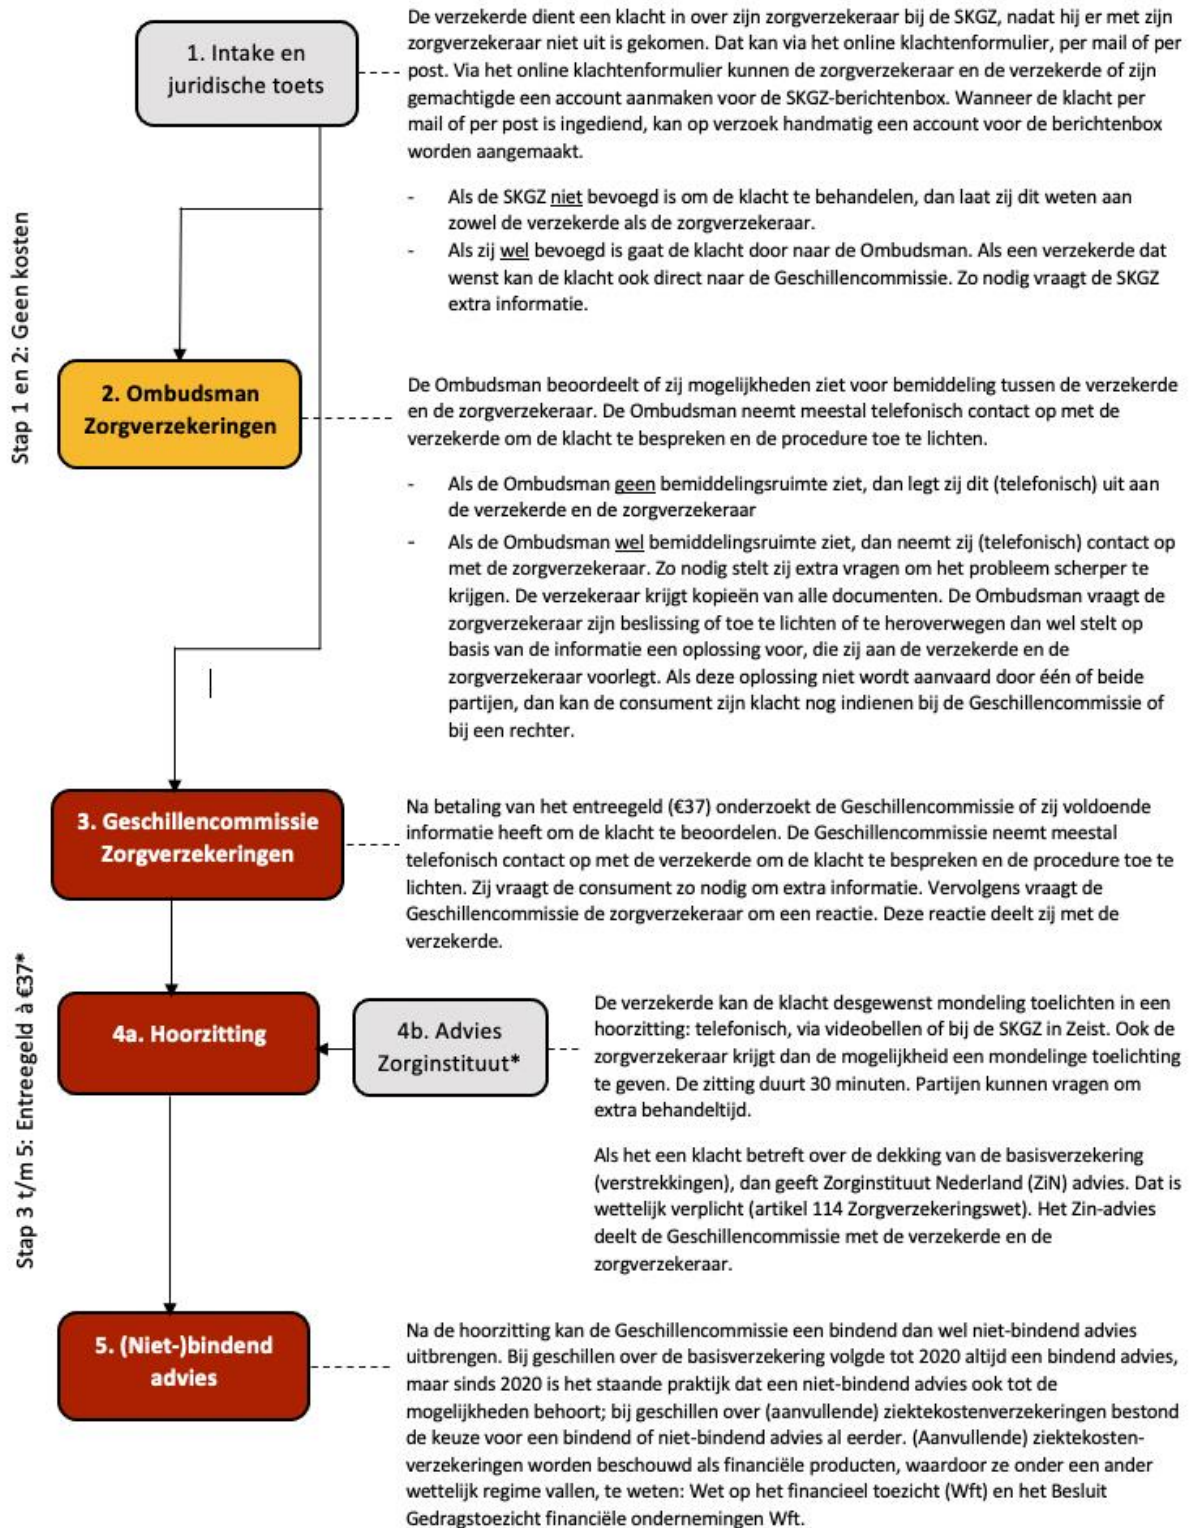 1. Intake en
juridische toets
De verzekerde dient een klacht in over zijn zorgverzekeraar bij de SKGZ, nadat hij er met zijn
zorgverzekeraar niet uit is gekomen. Dat kan via het online klachtenformulier, per mail of per
post. Via het online klachtenformulier kunnen de zorgverzekeraar en de verzekerde of zijn
gemachtigde een account aanmaken voor de SKGZ-berichtenbox. Wanneer de klacht per
mail of per post is ingediend, kan op verzoek handmatig een account voor de berichtenbox
worden aangemaakt.
- Als de SKGZ niet bevoegd is om de klacht te behandelen, dan laat zij dit weten aan
zowel de verzekerde als de zorgverzekeraar.
- Als zij wel bevoegd is gaat de klacht door naar de Ombudsman. Als een verzekerde dat
wenst kan de klacht ook direct naar de Geschillencommissie. Zo nodig vraagt de SKGZ
extra informatie.
Stap 1 en 2: Geen kosten
2. Ombudsman
Zorgverzekeringen
De Ombudsman beoordeelt of zij mogelijkheden ziet voor bemiddeling tussen de verzekerde
en de zorgverzekeraar. De Ombudsman neemt meestal telefonisch contact op met de
verzekerde om de klacht te bespreken en de procedure toe te lichten.
- Als de Ombudsman geen bemiddelingsruimte ziet, dan legt zij dit (telefonisch) uit aan
de verzekerde en de zorgverzekeraar
- Als de Ombudsman wel bemiddelingsruimte ziet, dan neemt zij (telefonisch) contact op
met de zorgverzekeraar. Zo nodig stelt zij extra vragen om het probleem scherper te
krijgen. De verzekeraar krijgt kopieën van alle documenten. De Ombudsman vraagt de
zorgverzekeraar zijn beslissing of toe te lichten of te heroverwegen dan wel stelt op
basis van de informatie een oplossing voor, die zij aan de verzekerde en de
zorgverzekeraar voorlegt. Als deze oplossing niet wordt aanvaard door één of beide
partijen, dan kan de consument zijn klacht nog indienen bij de Geschillencommissie of
bij een rechter.
3. Geschillencommissie
Zorgverzekeringen
Na betaling van het entreegeld (€37) onderzoekt de Geschillencommissie of zij voldoende
informatie heeft om de klacht te beoordelen. De Geschillencommissie neemt meestal
telefonisch contact op met de verzekerde om de klacht te bespreken en de procedure toe te
lichten. Zij vraagt de consument zo nodig om extra informatie. Vervolgens vraagt de
Geschillencommissie de zorgverzekeraar om een reactie. Deze reactie deelt zij met de
verzekerde.
Stap 3 t/m 5: Entreegeld à €37*
4a. Hoorzitting
4b. Advies
Zorginstituut*
De verzekerde kan de klacht desgewenst mondeling toelichten in een
hoorzitting: telefonisch, via videobellen of bij de SKGZ in Zeist. Ook de
zorgverzekeraar krijgt dan de mogelijkheid een mondelinge toelichting
te geven. De zitting duurt 30 minuten. Partijen kunnen vragen om
extra behandeltijd.
Als het een klacht betreft over de dekking van de basisverzekering
(verstrekkingen), dan geeft Zorginstituut Nederland (ZiN) advies. Dat is
wettelijk verplicht (artikel 114 Zorgverzekeringswet). Het Zin-advies
deelt de Geschillencommissie met de verzekerde en de
zorgverzekeraar.
5. (Niet-)bindend
advies
Na de hoorzitting kan de Geschillencommissie een bindend dan wel niet-bindend advies
uitbrengen. Bij geschillen over de basisverzekering volgde tot 2020 altijd een bindend advies,
maar sinds 2020 is het staande praktijk dat een niet-bindend advies ook tot de
mogelijkheden behoort; bij geschillen over (aanvullende) ziektekostenverzekeringen bestond
de keuze voor een bindend of niet-bindend advies al eerder. (Aanvullende) ziektekosten-
verzekeringen worden beschouwd als financiële producten, waardoor ze onder een ander
wettelijk regime vallen, te weten: Wet op het financieel toezicht (Wft) en het Besluit
Gedragstoezicht financiële ondernemingen Wft.